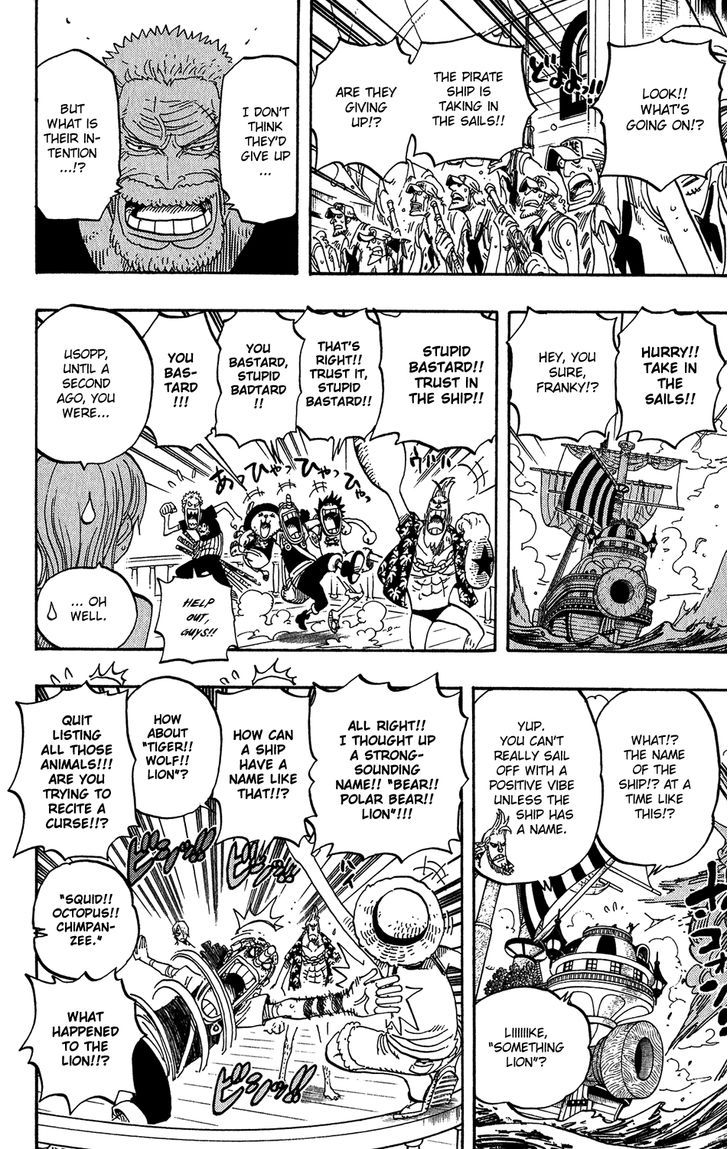 LOOK!!
WHAT'S
GOING ON!?
THE PIRATE
SHIP IS
TAKING IN
THE SAILS!!
ARE THEY
GIVING
UP!?
I DON'T
THINK
THEY'D
GIVE UP
...
BUT
WHAT IS
THEIR IN-
TENTION
...!?
HURRY!!
TAKE IN
THE
SAILS!!
HEY, YOU
SURE,
FRANKY!?
STUPID
BASTARD!!
TRUST IN
THE SHIP!!
THAT'S
RIGHT!!
TRUST IT,
STUPID
BASTARD!!
YOU
BASTARD,
STUPID
BADTARD
!!
YOU
BAS-
TARD
!!!
USOPP,
UNTIL A
SECOND
AGO, YOU
WERE...
HELP
OUT,
GUYS!!
... OH
WELL.
WHAT!?
THE NAME
OF THE
SHIP!? AT A
TIME LIKE
THIS!?
YUP.
YOU CAN'T
REALLY SAIL
OFF WITH A
POSITIVE VIBE
UNLESS THE
SHIP HAS
A NAME.
LIIIIIIKE,
"SOMETHING
LION"?
ALL RIGHT!!
I THOUGHT UP
A STRONG-
SOUNDING
NAME!! "BEAR!!
POLAR BEAR!!
LION"!!!
HOW CAN
A SHIP
HAVE A
NAME LIKE
THAT!!?
HOW
ABOUT
"TIGER!!
WOLF!!
LION"?
QUIT
LISTING
ALL THOSE
ANIMALS!!!
ARE YOU
TRYING TO
RECITE A
CURSE!!?
"SQUID!!
OCTOPUS!!
CHIMPAN-
ZEE."
WHAT
HAPPENED
TO THE
LION!!?